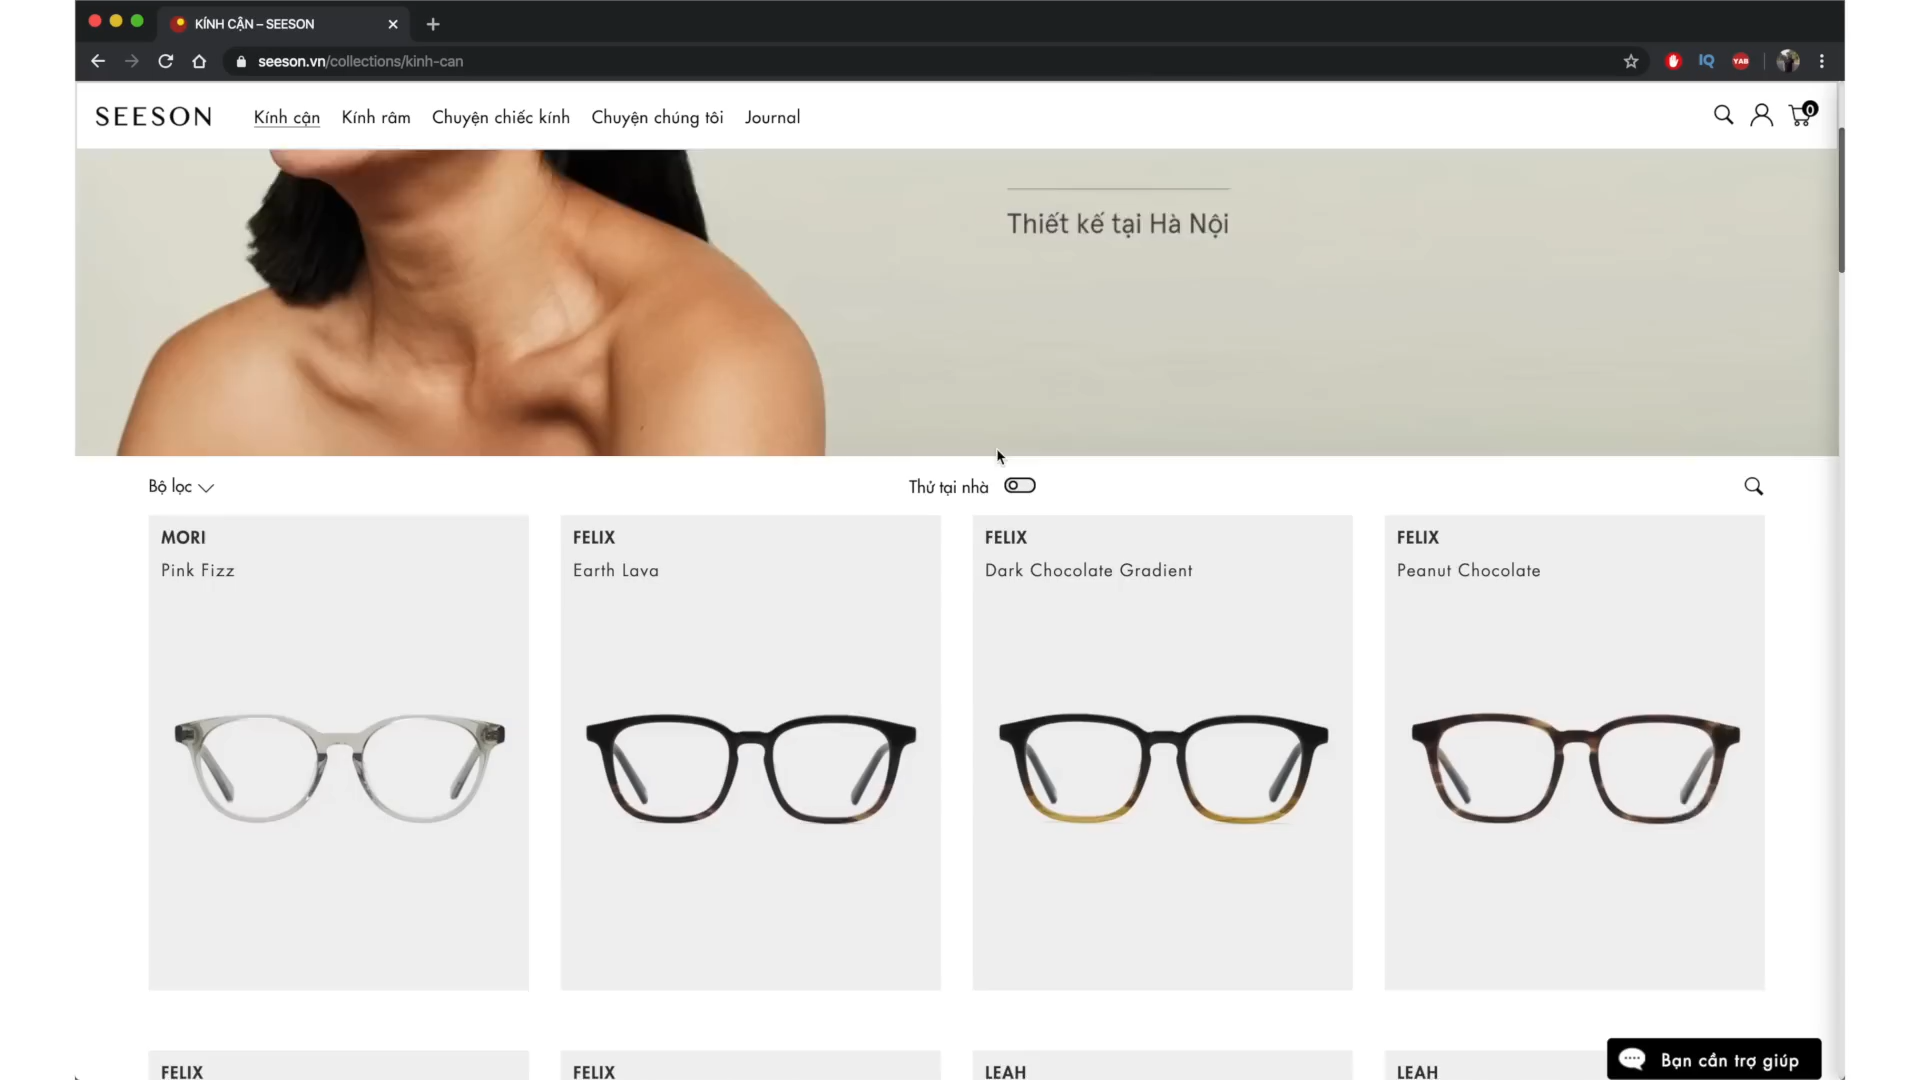 KÍNH CẬN – SEESON
seeson.vn/collections/kinh-can
IQ
YAB
SEESON
Kính cận
Kính râm
Chuyện chiếc kính
Chuyện chúng tôi
Journal
0
Thiết kế tại Hà Nội
Bộ lọc
Thử tại nhà
MORI
Pink Fizz
FELIX
Earth Lava
FELIX
Dark Chocolate Gradient
FELIX
Peanut Chocolate
FELIX
FELIX
LEAH
LEAH
Bạn cần trợ giúp